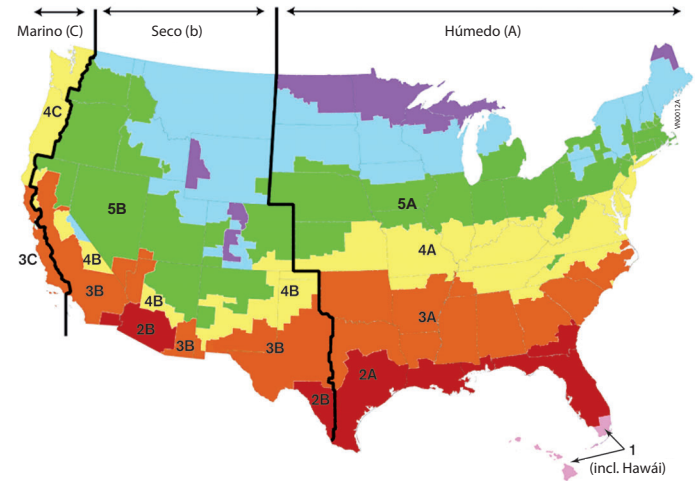 Marino (C)
Seco (b)
Húmedo (A)
VN0012A
4C
5B
5A
4A
3C
4B
3B
4B
4B
2B
3B
3B
3A
2A
2B
1
(incl. Hawái)